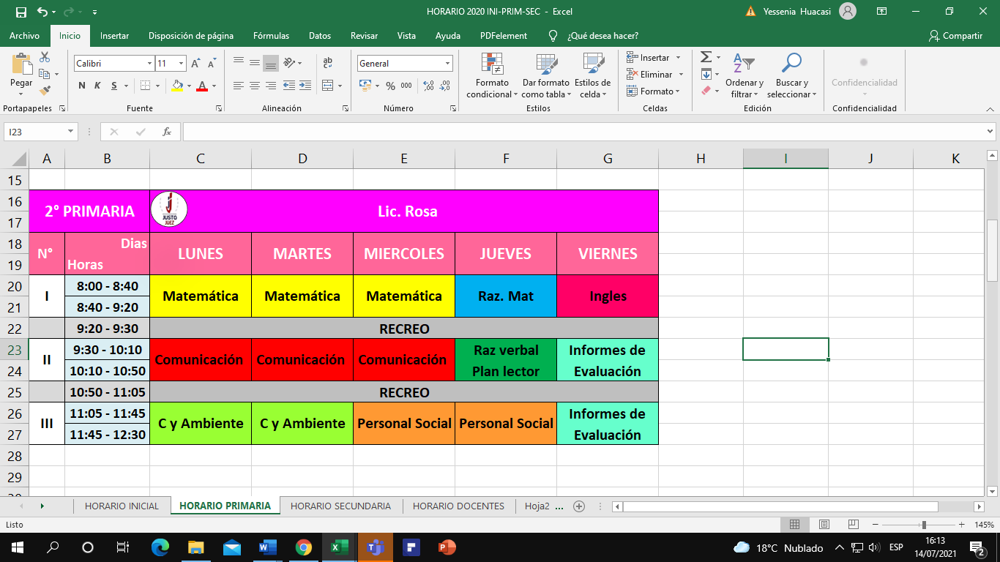 HORARIO 2020 INI-PRIM-SEC - Excel
Yessenia Huacasi
Archivo Inicio Insertar Disposición de página Fórmulas Datos Revisar Vista Ayuda PDFelement ¿Qué desea hacer? Compartir
Pegar
Calibri 11
N K S
General
% 000
Formato condicional
Dar formato como tabla
Estilos de celda
Insertar
Eliminar
Formato
Ordenar y filtrar
Buscar y seleccionar
Confidencialidad
Portapapeles Fuente Alineación Número Estilos Celdas Edición Confidencialidad
I23 fx
A B C D E F G H I J K
15
16
17
2° PRIMARIA JUSTO JUEZ Lic. Rosa
18
19
N° Dias
Horas
LUNES MARTES MIERCOLES JUEVES VIERNES
20 8:00 - 8:40
21 8:40 - 9:20
I Matemática Matemática Matemática Raz. Mat Ingles
22 9:20 - 9:30 RECREO
23 9:30 - 10:10 Raz verbal Informes de
II Comunicación Comunicación Comunicación
24 10:10 - 10:50 Plan lector Evaluación
25 10:50 - 11:05 RECREO
26 11:05 - 11:45 Informes de
III C y Ambiente C y Ambiente Personal Social Personal Social
27 11:45 - 12:30 Evaluación
28
29
HORARIO INICIAL HORARIO PRIMARIA HORARIO SECUNDARIA HORARIO DOCENTES Hoja2 ...
Listo 145%
18°C Nublado ESP 16:13
14/07/2021
2